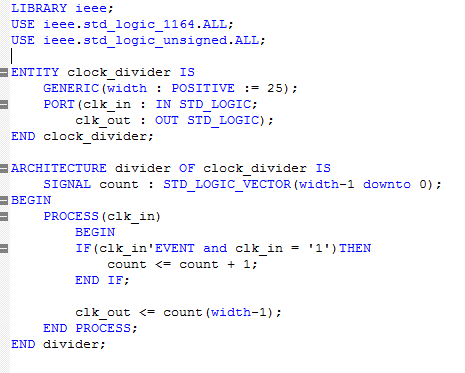 LIBRARY ieee;
USE ieee.std_logic_1164.ALL;
USE ieee.std_logic_unsigned.ALL;
ENTITY clock_divider IS
GENERIC(width : POSITIVE := 25);
PORT(clk_in : IN STD_LOGIC;
clk_out : OUT STD_LOGIC);
END clock_divider;
ARCHITECTURE divider OF clock_divider IS
SIGNAL count : STD_LOGIC_VECTOR(width-1 downto 0);
BEGIN
PROCESS(clk_in)
BEGIN
IF(clk_in'EVENT and clk_in = '1')THEN
count <= count + 1;
END IF;
clk_out <= count(width-1);
END PROCESS;
END divider;